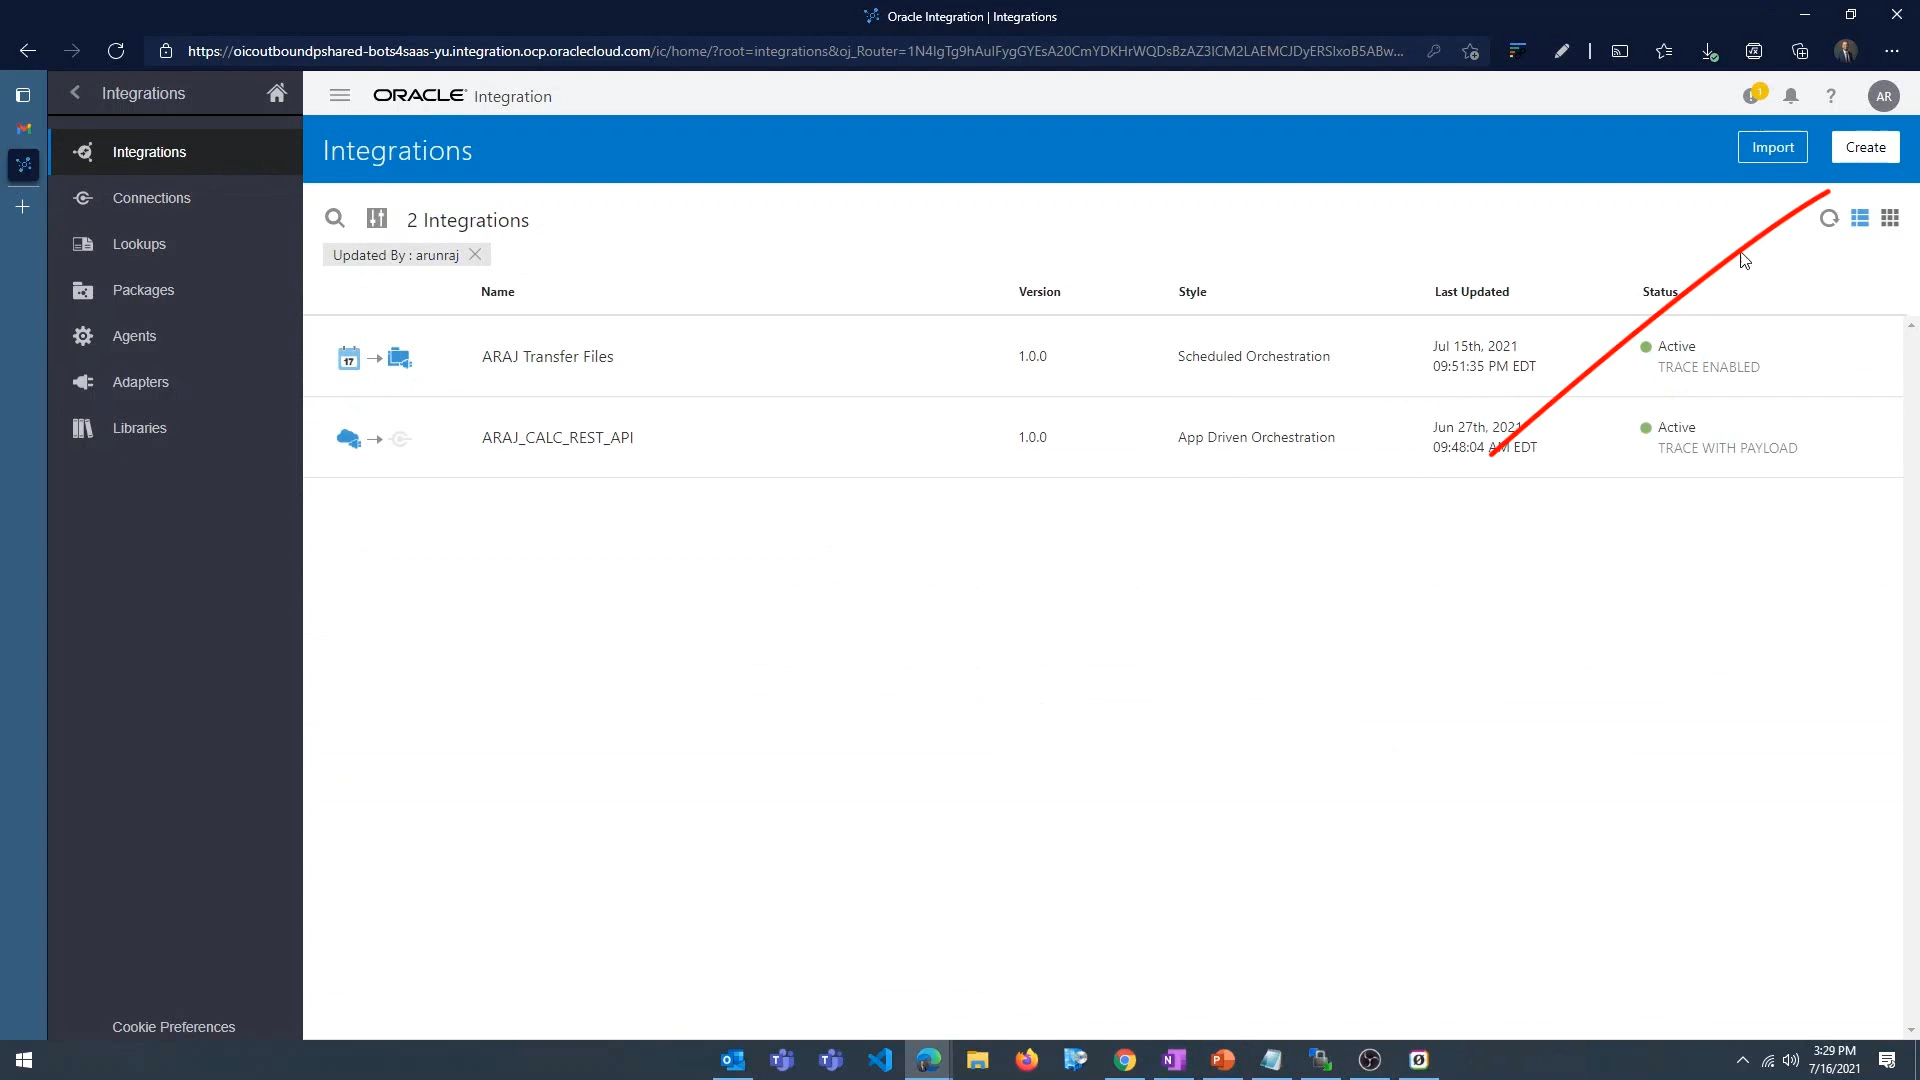 Oracle Integration | Integrations
https://oicoutboundpshared-bots4saas-yu.integration.ocp.oraclecloud.com/ic/home/?root=integrations&oj_Router=
Integrations
ORACLE Integration
1
?
AR
Integrations
Import
Create
Integrations
Connections
Lookups
Packages
Agents
Adapters
Libraries
Cookie Preferences
2 Integrations
Updated By : arunraj
Name Version Style Last Updated Status
17
ARAJ Transfer Files 1.0.0 Scheduled Orchestration Jul 15th, 2021 Active
09:51:35 PM EDT TRACE ENABLED
ARAJ_CALC_REST_API 1.0.0 App Driven Orchestration Jun 27th, 2021 Active
09:48:04 AM EDT TRACE WITH PAYLOAD
3:29 PM
7/16/2021